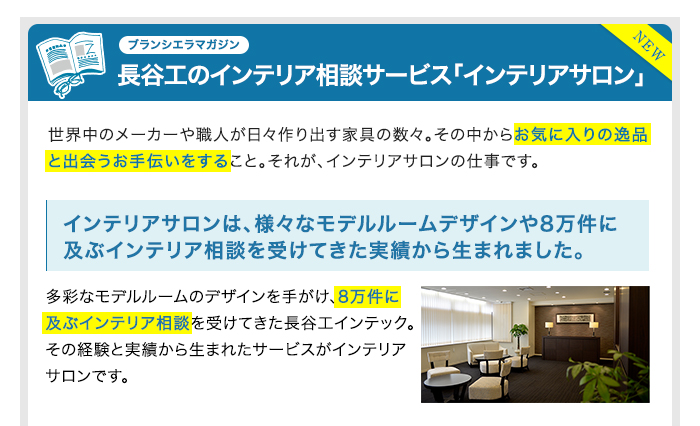 ブランシエラマガジン
NEW
長谷工のインテリア相談サービス「インテリアサロン」
世界中のメーカーや職人が日々作り出す家具の数々。その中からお気に入りの逸品
と出会うお手伝いをすること。それが、インテリアサロンの仕事です。
インテリアサロンは、様々なモデルルームデザインや8万件に
及ぶインテリア相談を受けてきた実績から生まれました。
多彩なモデルルームのデザインを手がけ、8万件に
及ぶインテリア相談を受けてきた長谷工インテック。
その経験と実績から生まれたサービスがインテリア
サロンです。